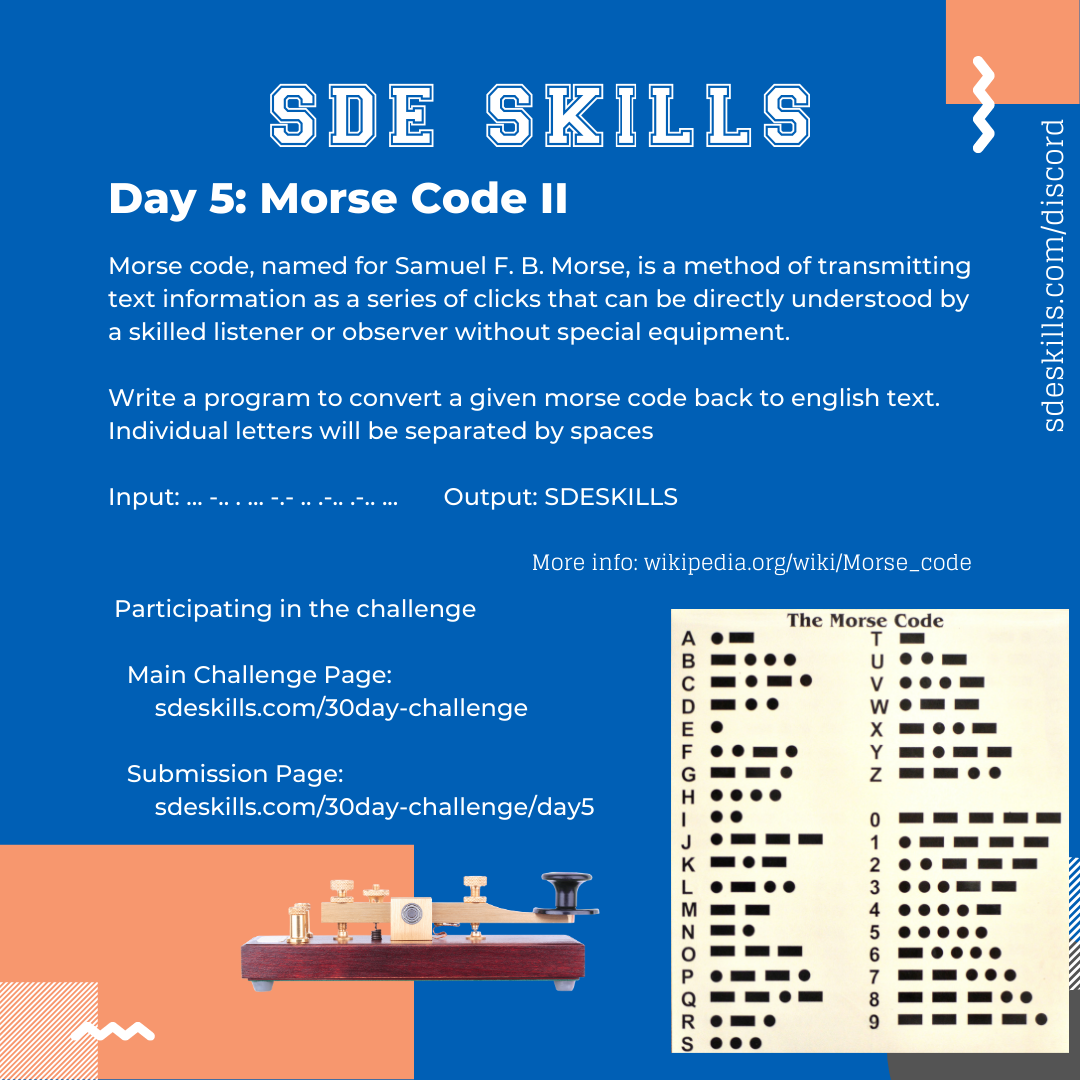 SDE SKILLS
Day 5: Morse Code II
Morse code, named for Samuel F. B. Morse, is a method of transmitting
text information as a series of clicks that can be directly understood by
a skilled listener or observer without special equipment.
Write a program to convert a given morse code back to english text.
Individual letters will be separated by spaces
Input: ... -.. . ... -.- .. .-.. .-.. ... Output: SDESKILLS
More info: wikipedia.org/wiki/Morse_code
Participating in the challenge
Main Challenge Page:
sdeskills.com/30day-challenge
Submission Page:
sdeskills.com/30day-challenge/day5
sdeskills.com/discord
The Morse Code
A ●▬ T ▬
B ▬●●● U ●●▬
C ▬●▬● V ●●●▬
D ▬●● W ●▬▬
E ● X ▬●●▬
F ●●▬● Y ▬●▬▬
G ▬▬● Z ▬▬●●
H ●●●●
I ●● 0 ▬▬▬▬▬
J ●▬▬▬ 1 ●▬▬▬▬
K ▬●▬ 2 ●●▬▬▬
L ●▬●● 3 ●●●▬▬
M ▬▬ 4 ●●●●▬
N ▬● 5 ●●●●●
O ▬▬▬ 6 ▬●●●●
P ●▬▬● 7 ▬▬●●●
Q ▬▬●▬ 8 ▬▬▬●●
R ●▬● 9 ▬▬▬▬●
S ●●●